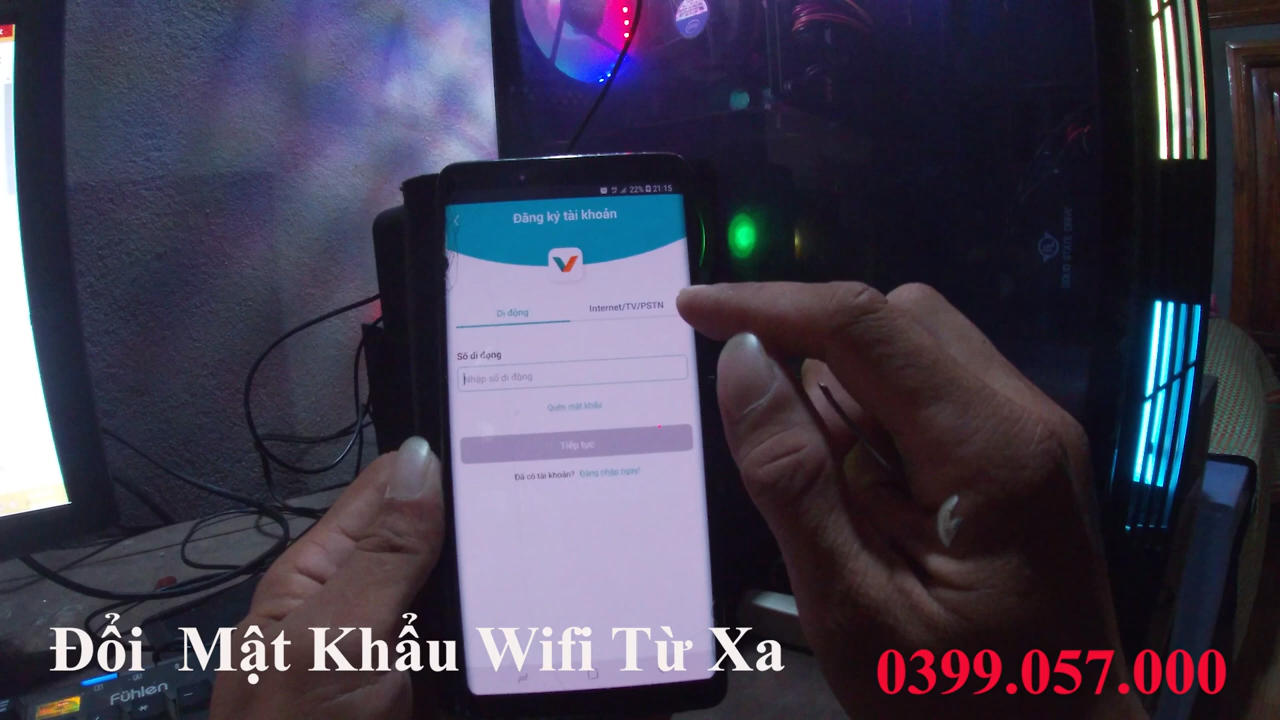 22% 21:15
Đăng ký tài khoản
Di động
Internet/TV/PSTN
Số di động
Nhập số di động
Quên mật khẩu
Tiếp tục
Đã có tài khoản? Đăng nhập ngay!
Đổi Mật Khẩu Wifi Từ Xa
0399.057.000
Fühlen